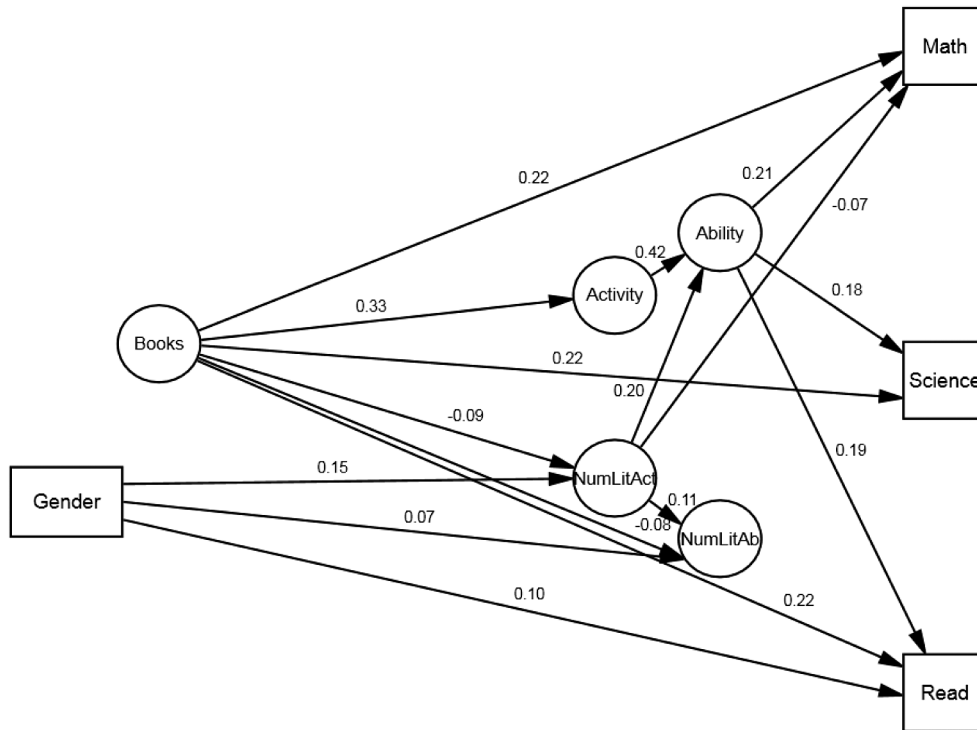 Math
0.22
0.21
-0.07
Ability
0.42
Activity
0.33
0.18
Books
0.22
Science
0.20
-0.09
0.19
0.15
NumLitAct
Gender
0.11
0.07
-0.08
NumLitAb
0.10
0.22
Read